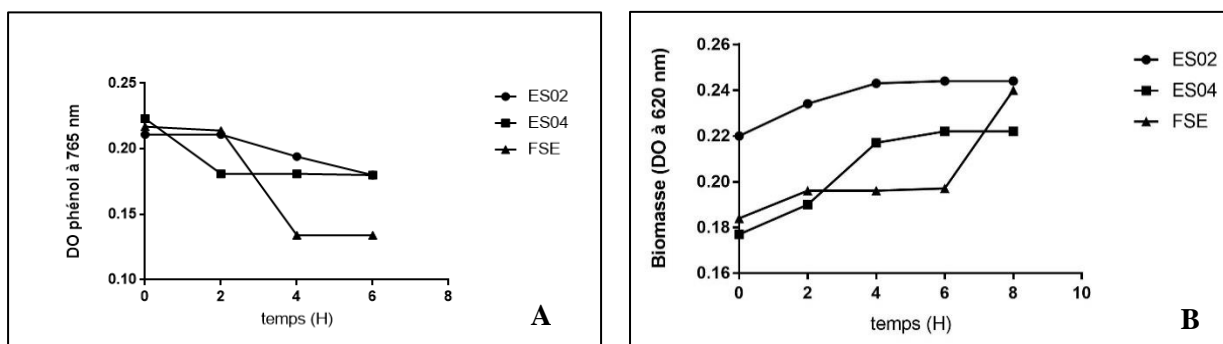 0.25
0.20
0.15
0.10
0 2 4 6 8
DO phénol à 765 nm
temps (H)
ES02
ES04
FSE
A
0.26
0.24
0.22
0.20
0.18
0.16
0 2 4 6 8 10
Biomasse (DO à 620 nm)
temps (H)
ES02
ES04
FSE
B